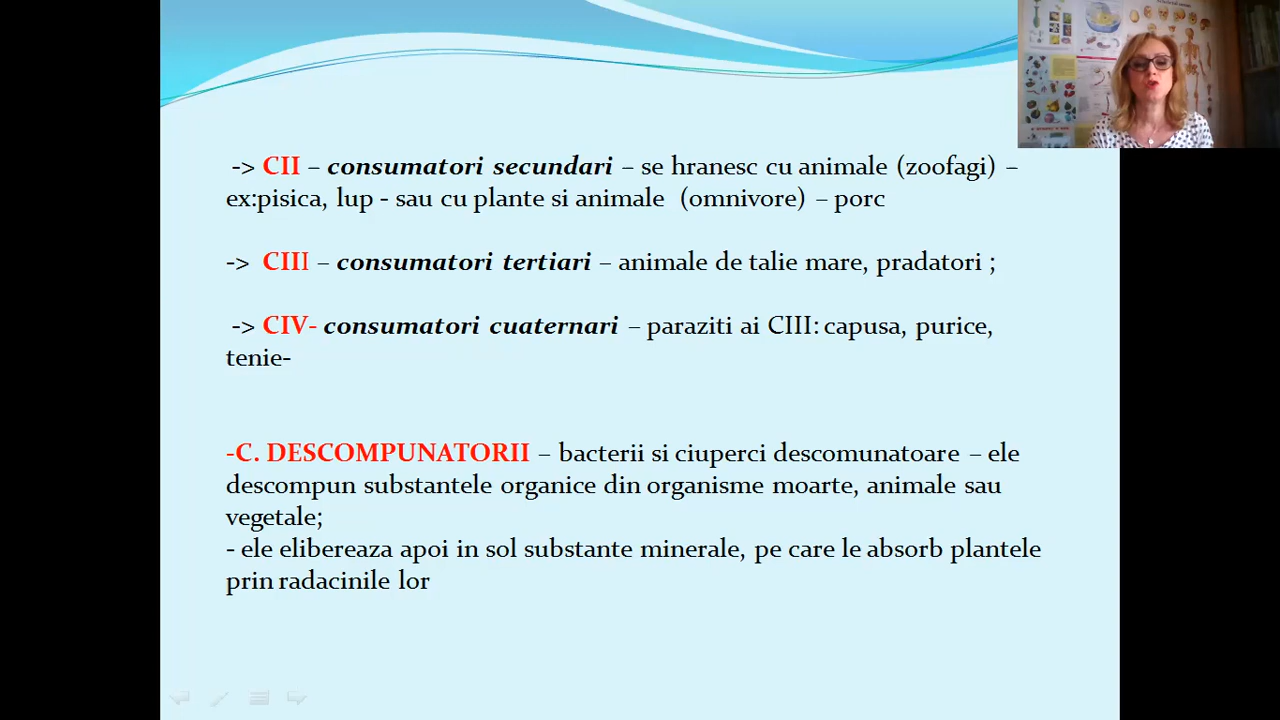 -> CII – consumatori secundari – se hranesc cu animale (zoofagi) –
ex:pisica, lup - sau cu plante si animale (omnivore) – porc
-> CIII – consumatori tertiari – animale de talie mare, pradatori ;
-> CIV- consumatori cuaternari – paraziti ai CIII: capusa, purice,
tenie-
-C. DESCOMPUNATORII – bacterii si ciuperci descomunatoare – ele
descompun substantele organice din organisme moarte, animale sau
vegetale;
- ele elibereaza apoi in sol substante minerale, pe care le absorb plantele
prin radacinile lor